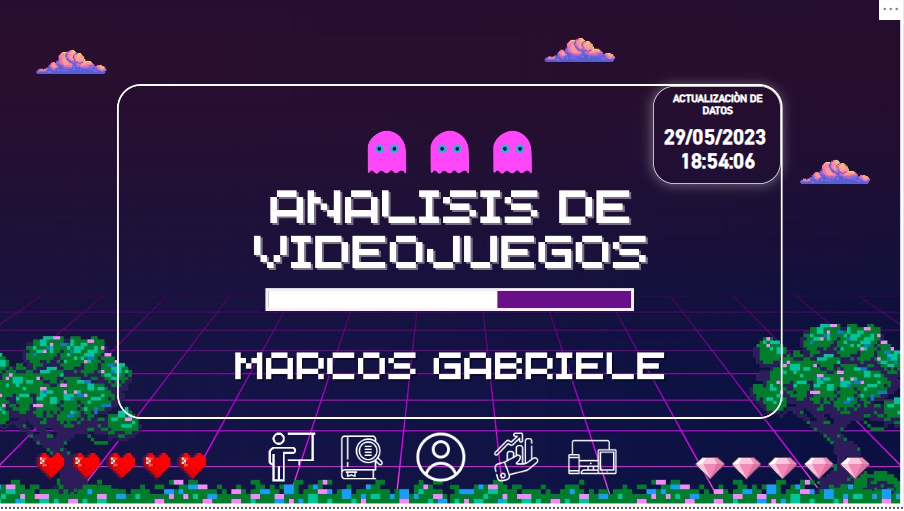 ACTUALIZACIÒN DE
DATOS
29/05/2023
18:54:06
ANALISIS DE
VIDEOJUEGOS
MARCOS GABRIELE